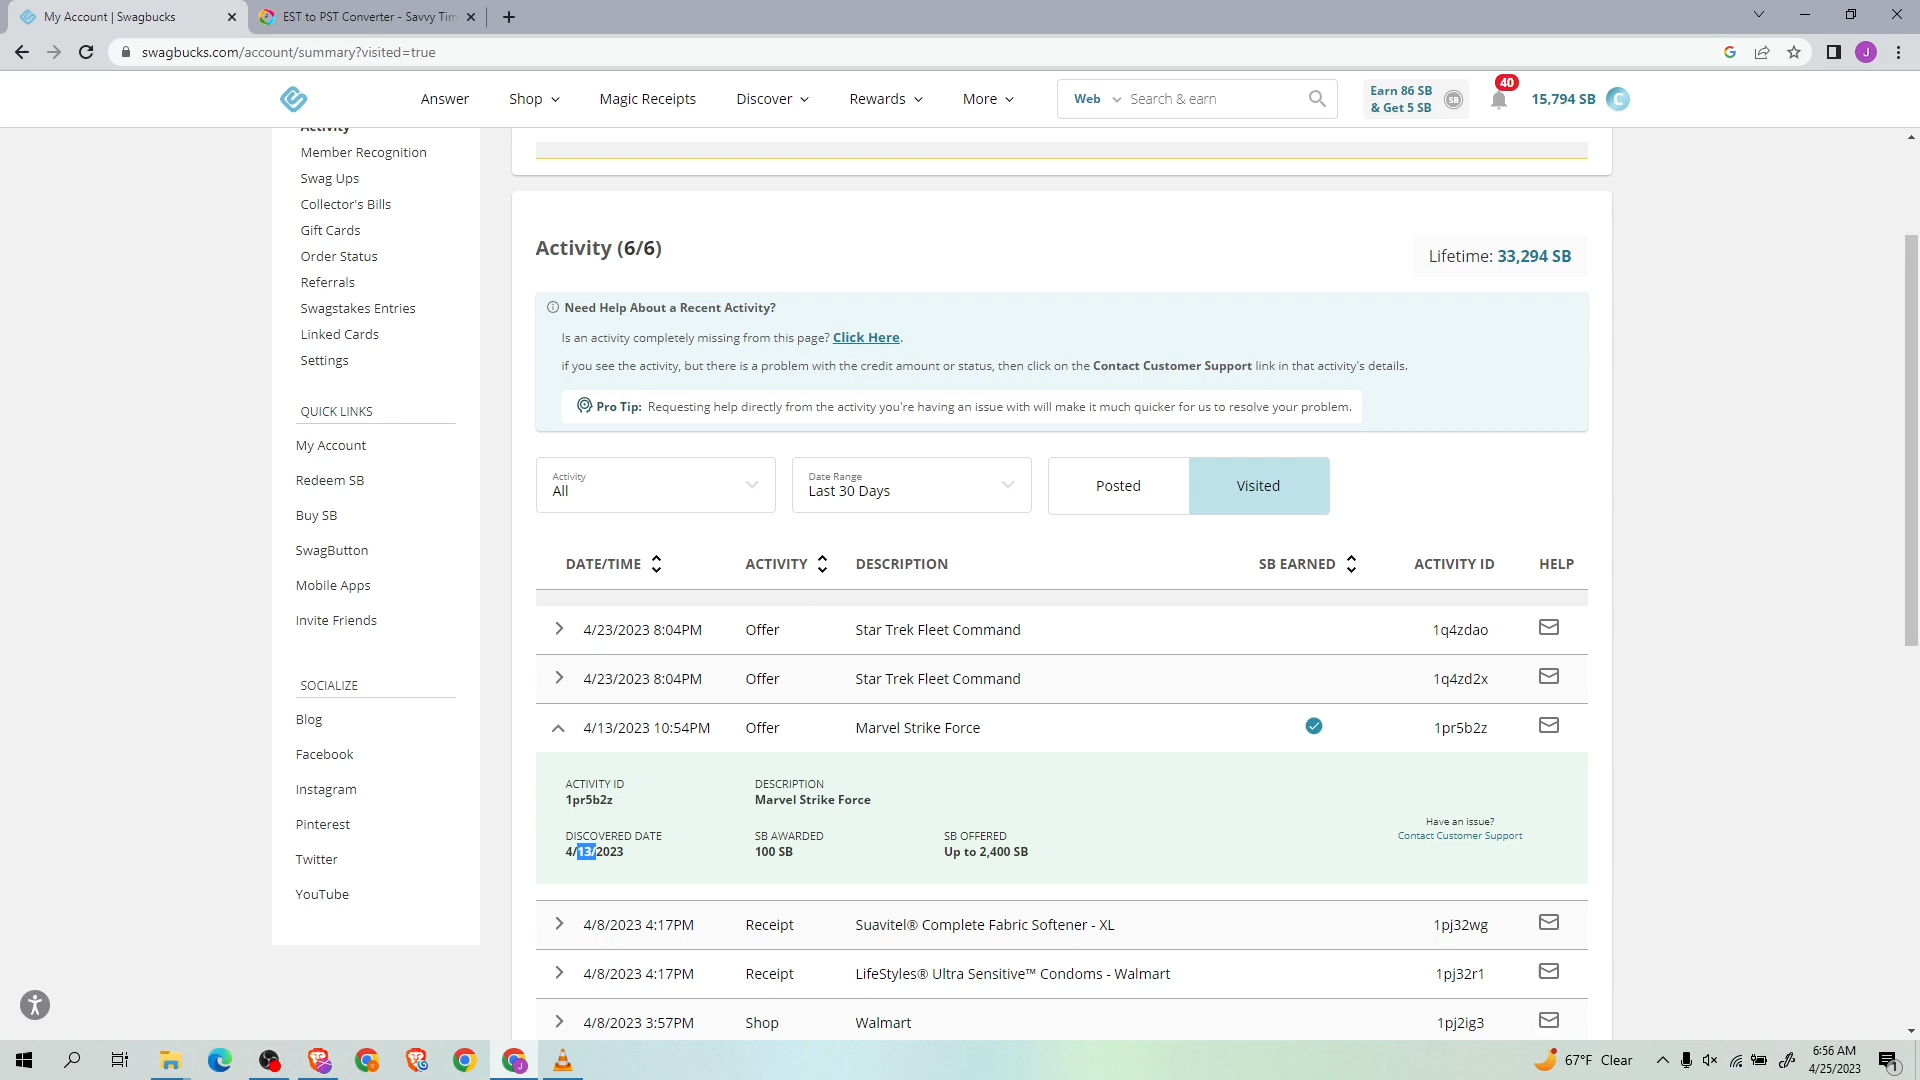 My Account | Swagbucks
EST to PST Converter - Savvy Tim
swagbucks.com/account/summary?visited=true
J
Answer
Shop
Magic Receipts
Discover
Rewards
More
Web
Search & earn
Earn 86 SB
& Get 5 SB
SB
40
15,794 SB
C
Activity
Member Recognition
Swag Ups
Collector's Bills
Gift Cards
Order Status
Referrals
Swagstakes Entries
Linked Cards
Settings
QUICK LINKS
My Account
Redeem SB
Buy SB
SwagButton
Mobile Apps
Invite Friends
SOCIALIZE
Blog
Facebook
Instagram
Pinterest
Twitter
YouTube
Activity (6/6)
Lifetime: 33,294 SB
Need Help About a Recent Activity?
Is an activity completely missing from this page? Click Here.
if you see the activity, but there is a problem with the credit amount or status, then click on the Contact Customer Support link in that activity's details.
Pro Tip: Requesting help directly from the activity you're having an issue with will make it much quicker for us to resolve your problem.
Activity
All
Date Range
Last 30 Days
Posted
Visited
DATE/TIME ACTIVITY DESCRIPTION SB EARNED ACTIVITY ID HELP
4/23/2023 8:04PM Offer Star Trek Fleet Command 1q4zdao
4/23/2023 8:04PM Offer Star Trek Fleet Command 1q4zd2x
4/13/2023 10:54PM Offer Marvel Strike Force 1pr5b2z
ACTIVITY ID
1pr5b2z
DESCRIPTION
Marvel Strike Force
DISCOVERED DATE
4/13/2023
SB AWARDED
100 SB
SB OFFERED
Up to 2,400 SB
Have an issue?
Contact Customer Support
4/8/2023 4:17PM Receipt Suavitel® Complete Fabric Softener - XL 1pj32wg
4/8/2023 4:17PM Receipt LifeStyles® Ultra Sensitive™ Condoms - Walmart 1pj32r1
4/8/2023 3:57PM Shop Walmart 1pj2ig3
67°F Clear
6:56 AM
4/25/2023
1